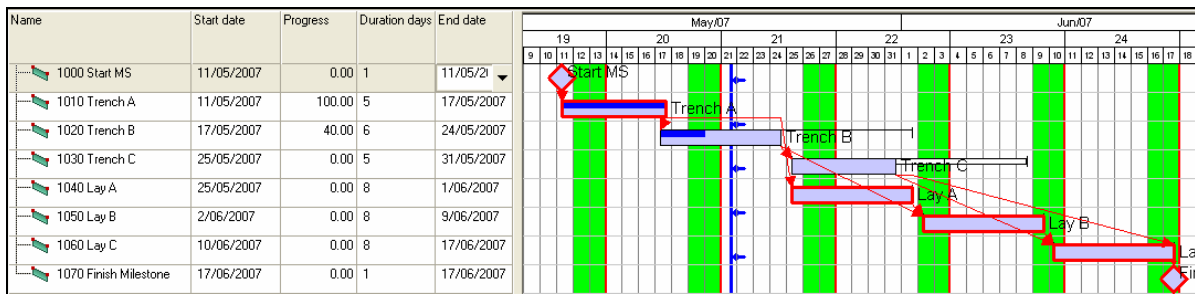 Name Start date Progress Duration days End date May/07 Jun/07
19 20 21 22 23 24
9 10 11 12 13 14 15 16 17 18 19 20 21 22 23 24 25 26 27 28 29 30 31 1 2 3 4 5 6 7 8 9 10 11 12 13 14 15 16 17 18
1000 Start MS 11/05/2007 0.00 1 11/05/2 Start MS
1010 Trench A 11/05/2007 100.00 5 17/05/2007 Trench A
1020 Trench B 17/05/2007 40.00 6 24/05/2007 Trench B
1030 Trench C 25/05/2007 0.00 5 31/05/2007 Trench C
1040 Lay A 25/05/2007 0.00 8 1/06/2007 Lay A
1050 Lay B 2/06/2007 0.00 8 9/06/2007 Lay B
1060 Lay C 10/06/2007 0.00 8 17/06/2007 La
1070 Finish Milestone 17/06/2007 0.00 1 17/06/2007 Fi